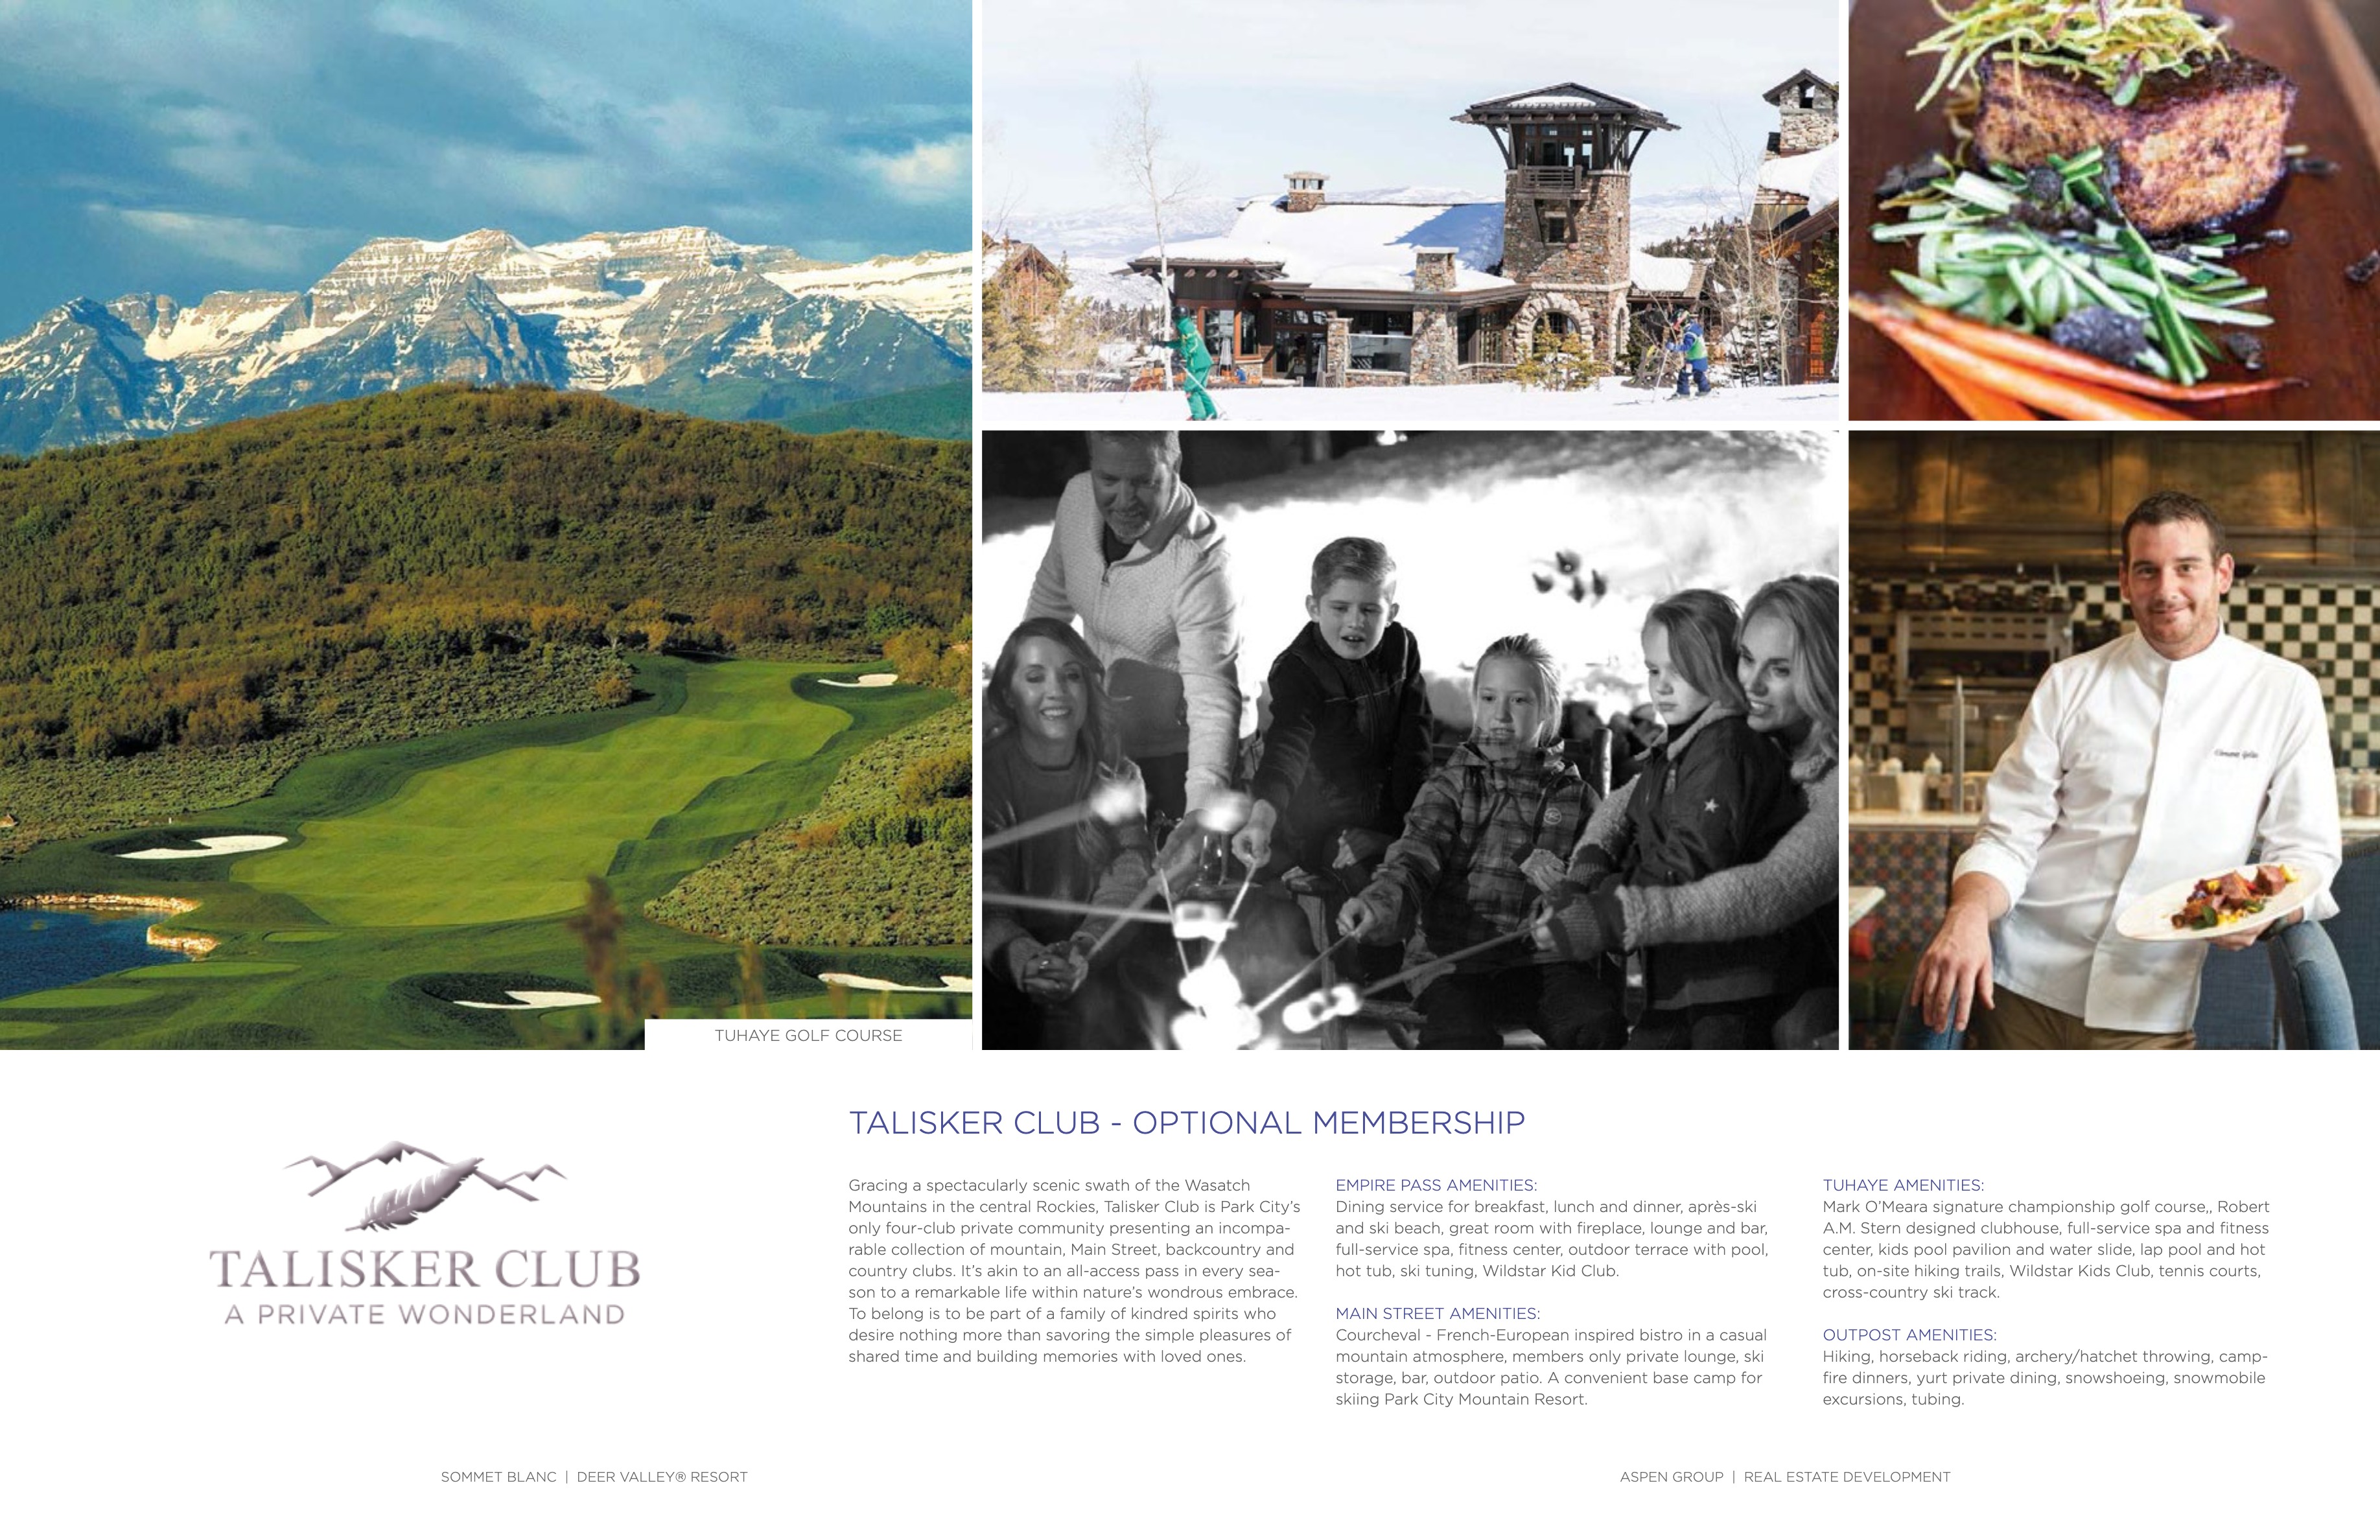 TUHAYE GOLF COURSE
TALISKER CLUB
A PRIVATE WONDERLAND
TALISKER CLUB - OPTIONAL MEMBERSHIP
Gracing a spectacularly scenic swath of the Wasatch
Mountains in the central Rockies, Talisker Club is Park City’s
only four-club private community presenting an incompa-
rable collection of mountain, Main Street, backcountry and
country clubs. It’s akin to an all-access pass in every sea-
son to a remarkable life within nature’s wondrous embrace.
To belong is to be part of a family of kindred spirits who
desire nothing more than savoring the simple pleasures of
shared time and building memories with loved ones.
EMPIRE PASS AMENITIES:
Dining service for breakfast, lunch and dinner, après-ski
and ski beach, great room with fireplace, lounge and bar,
full-service spa, fitness center, outdoor terrace with pool,
hot tub, ski tuning, Wildstar Kid Club.
MAIN STREET AMENITIES:
Courcheval - French-European inspired bistro in a casual
mountain atmosphere, members only private lounge, ski
storage, bar, outdoor patio. A convenient base camp for
skiing Park City Mountain Resort.
TUHAYE AMENITIES:
Mark O’Meara signature championship golf course,, Robert
A.M. Stern designed clubhouse, full-service spa and fitness
center, kids pool pavilion and water slide, lap pool and hot
tub, on-site hiking trails, Wildstar Kids Club, tennis courts,
cross-country ski track.
OUTPOST AMENITIES:
Hiking, horseback riding, archery/hatchet throwing, camp-
fire dinners, yurt private dining, snowshoeing, snowmobile
excursions, tubing.
SOMMET BLANC | DEER VALLEY® RESORT
ASPEN GROUP | REAL ESTATE DEVELOPMENT